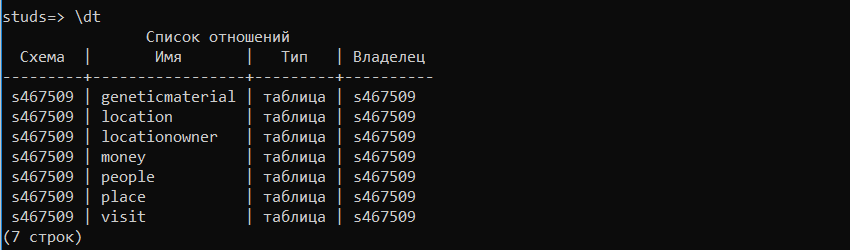 studs=> \dt
Список отношений
Схема | Имя | Тип | Владелец
---------+-----------------+---------+----------
s467509 | geneticmaterial | таблица | s467509
s467509 | location | таблица | s467509
s467509 | locationowner | таблица | s467509
s467509 | money | таблица | s467509
s467509 | people | таблица | s467509
s467509 | place | таблица | s467509
s467509 | visit | таблица | s467509
(7 строк)